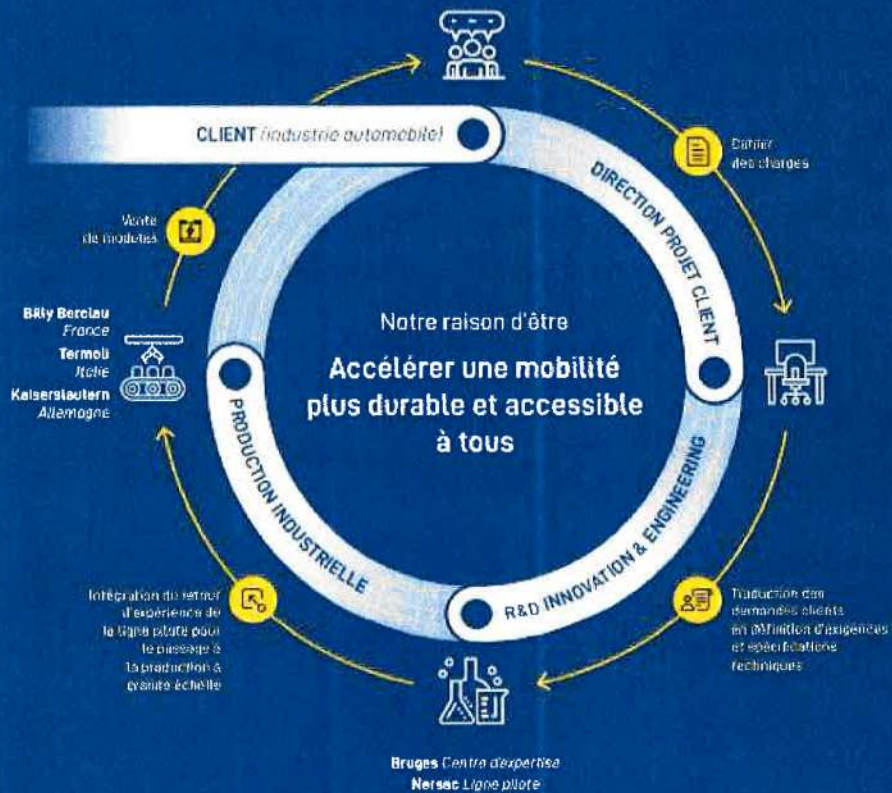 CLIENT (industrie automobile)
DIRECTION PROJET CLIENT
Cahier
des charges
Vente
de modules
Billy Berclau
France
Termoli
Italie
Kaiserslautern
Allemagne
Notre raison d'être
Accélérer une mobilité
plus durable et accessible
à tous
PRODUCTION INDUSTRIELLE
R&D INNOVATION & ENGINEERING
Intégration du retour
d'expérience de
la ligne pilote pour
le passage à
la production à
grande échelle
Traduction des
demandes clients
en définition d'exigences
et spécifications
techniques
Bruges Centre d'expertise
Nersac Ligne pilote